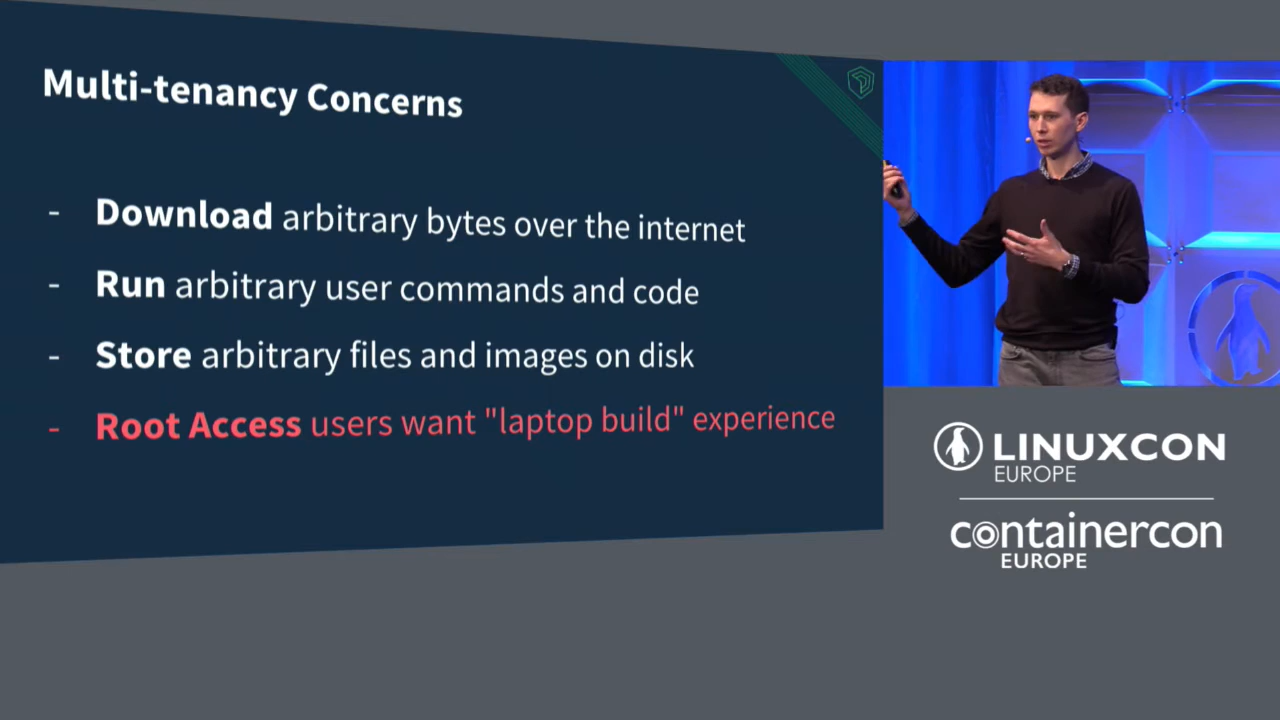 Multi-tenancy Concerns
- Download arbitrary bytes over the internet
- Run arbitrary user commands and code
- Store arbitrary files and images on disk
- Root Access users want "laptop build" experience
LINUXCON
EUROPE
containercon
EUROPE